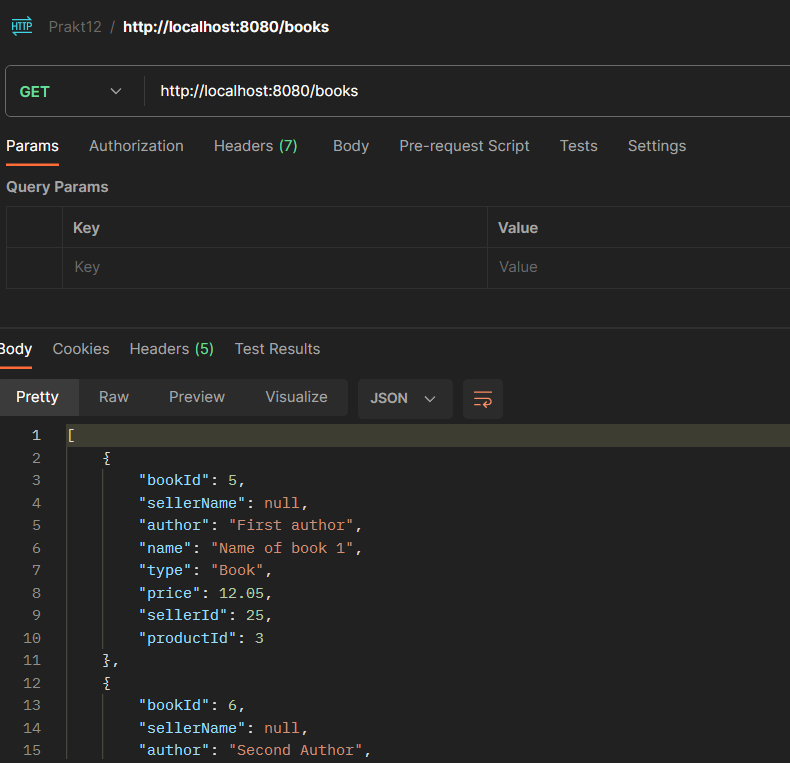 HTTP Prakt12 / http://localhost:8080/books
GET http://localhost:8080/books
Params Authorization Headers (7) Body Pre-request Script Tests Settings
Query Params
Key Value
Key Value
Body Cookies Headers (5) Test Results
Pretty Raw Preview Visualize JSON
1 [
2 {
3 "bookId": 5,
4 "sellerName": null,
5 "author": "First author",
6 "name": "Name of book 1",
7 "type": "Book",
8 "price": 12.05,
9 "sellerId": 25,
10 "productId": 3
11 },
12 {
13 "bookId": 6,
14 "sellerName": null,
15 "author": "Second Author",